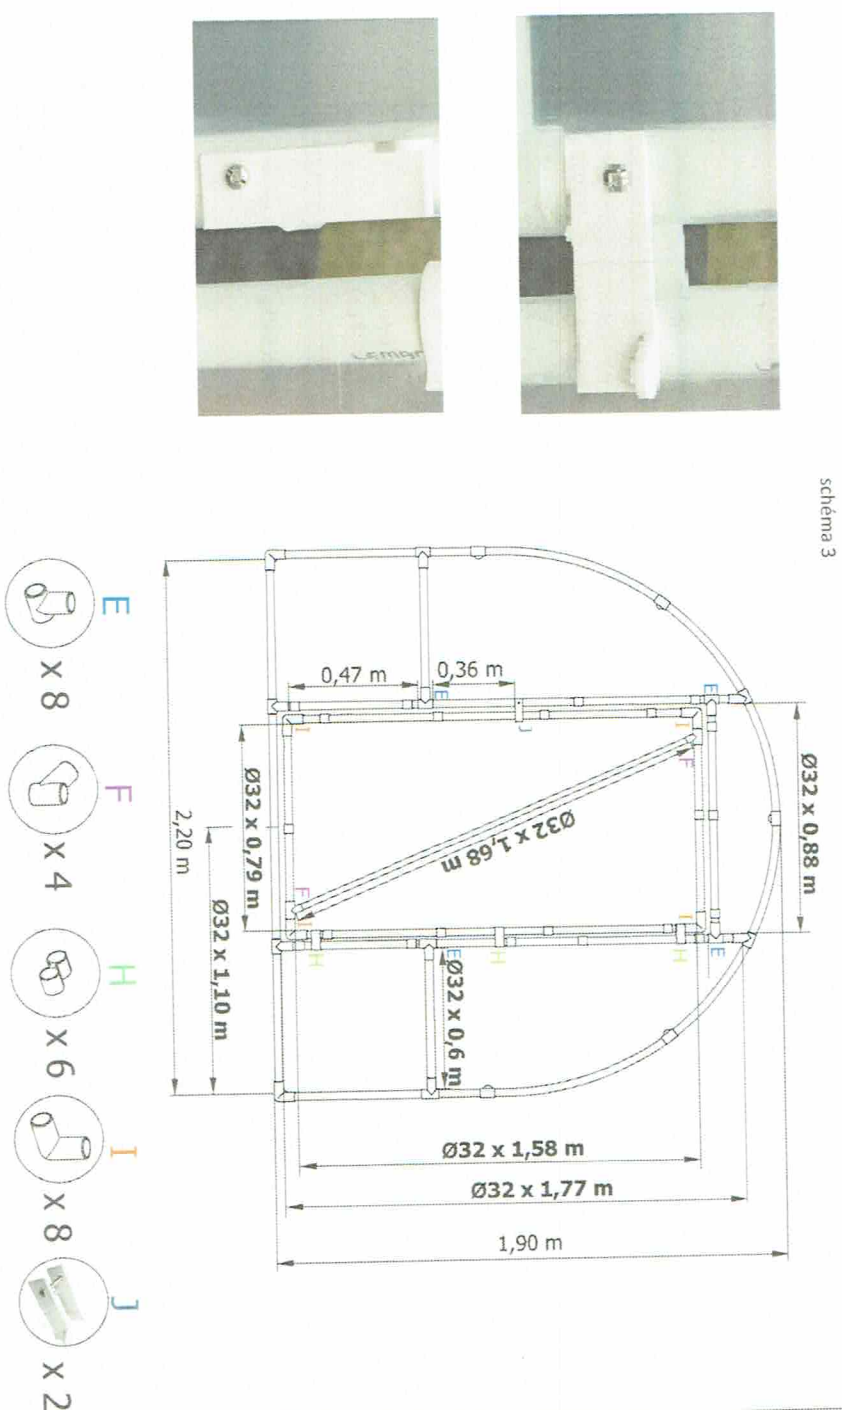 schéma 3
Ø32 x 0,88 m
0,47 m
0,36 m
E
E
J
I
I
F
Ø32 x 1,68 m
F
I
I
Ø32 x 0,79 m
2,20 m
Ø32 x 1,10 m
H
H
H
E
E
Ø32 x 0,6 m
Ø32 x 1,58 m
Ø32 x 1,77 m
1,90 m
E x 8
F x 4
H x 6
I x 8
J x 2